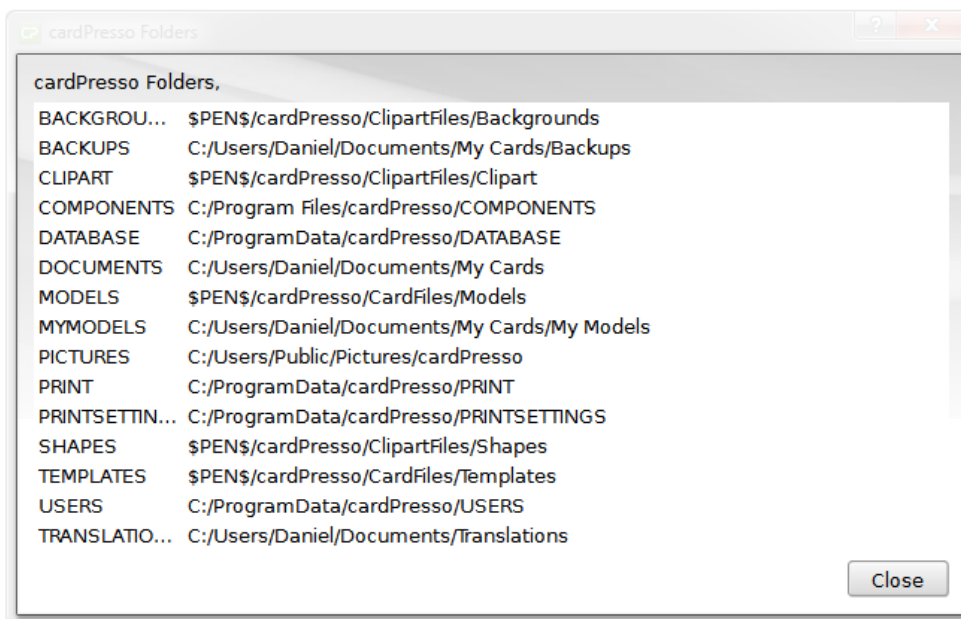 cardPresso Folders
cardPresso Folders,
BACKGROU... $PEN$/cardPresso/ClipartFiles/Backgrounds
BACKUPS C:/Users/Daniel/Documents/My Cards/Backups
CLIPART $PEN$/cardPresso/ClipartFiles/Clipart
COMPONENTS C:/Program Files/cardPresso/COMPONENTS
DATABASE C:/ProgramData/cardPresso/DATABASE
DOCUMENTS C:/Users/Daniel/Documents/My Cards
MODELS $PEN$/cardPresso/CardFiles/Models
MYMODELS C:/Users/Daniel/Documents/My Cards/My Models
PICTURES C:/Users/Public/Pictures/cardPresso
PRINT C:/ProgramData/cardPresso/PRINT
PRINTSETTIN... C:/ProgramData/cardPresso/PRINTSETTINGS
SHAPES $PEN$/cardPresso/ClipartFiles/Shapes
TEMPLATES $PEN$/cardPresso/CardFiles/Templates
USERS C:/ProgramData/cardPresso/USERS
TRANSLATIO... C:/Users/Daniel/Documents/Translations
Close